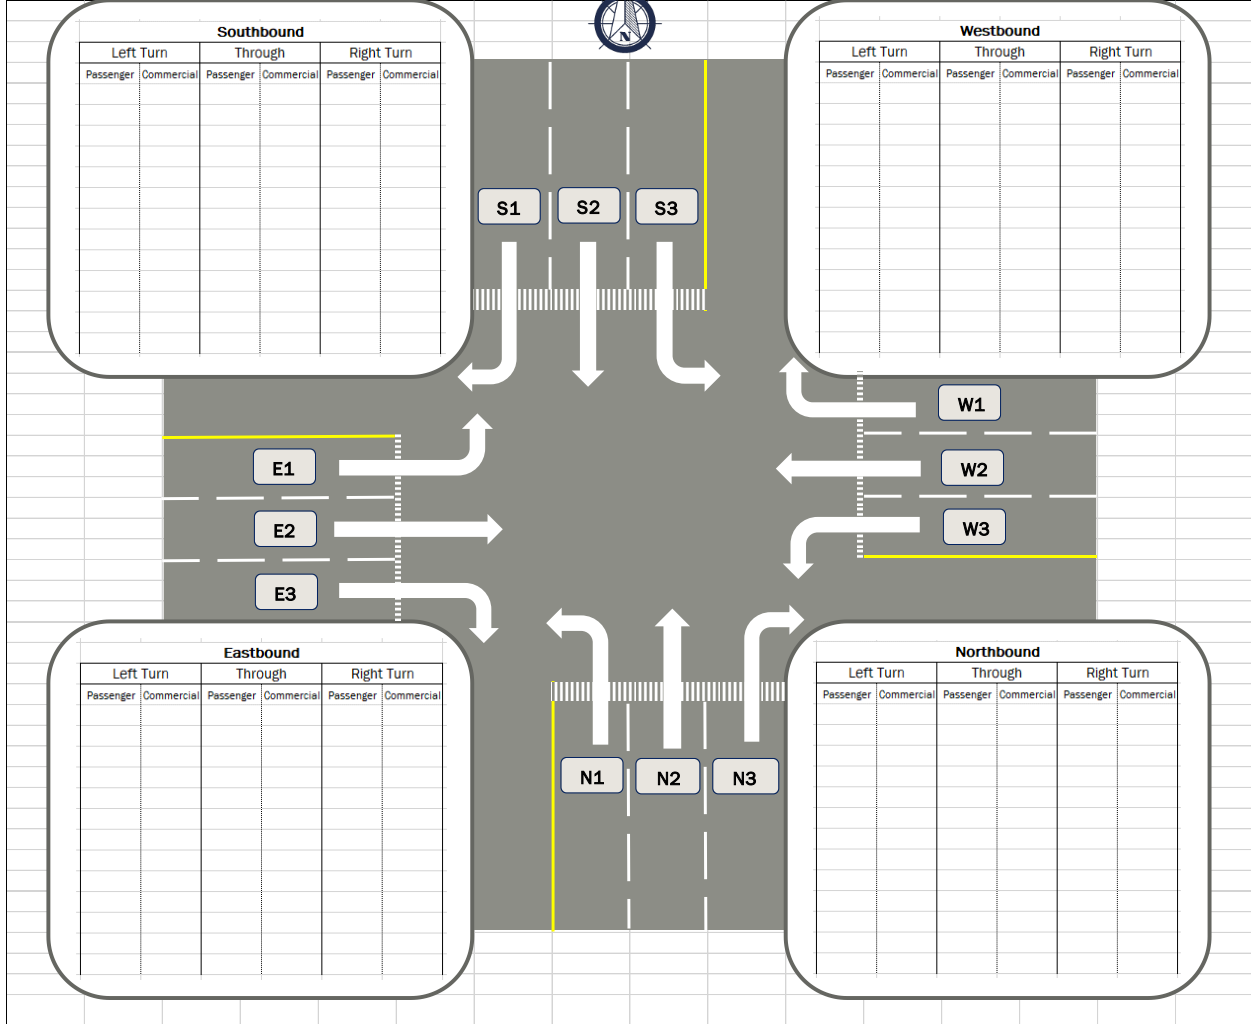 N
Southbound
Left Turn Through Right Turn
Passenger Commercial Passenger Commercial Passenger Commercial
Westbound
Left Turn Through Right Turn
Passenger Commercial Passenger Commercial Passenger Commercial
S1 S2 S3
W1
W2
W3
E1
E2
E3
Eastbound
Left Turn Through Right Turn
Passenger Commercial Passenger Commercial Passenger Commercial
Northbound
Left Turn Through Right Turn
Passenger Commercial Passenger Commercial Passenger Commercial
N1 N2 N3